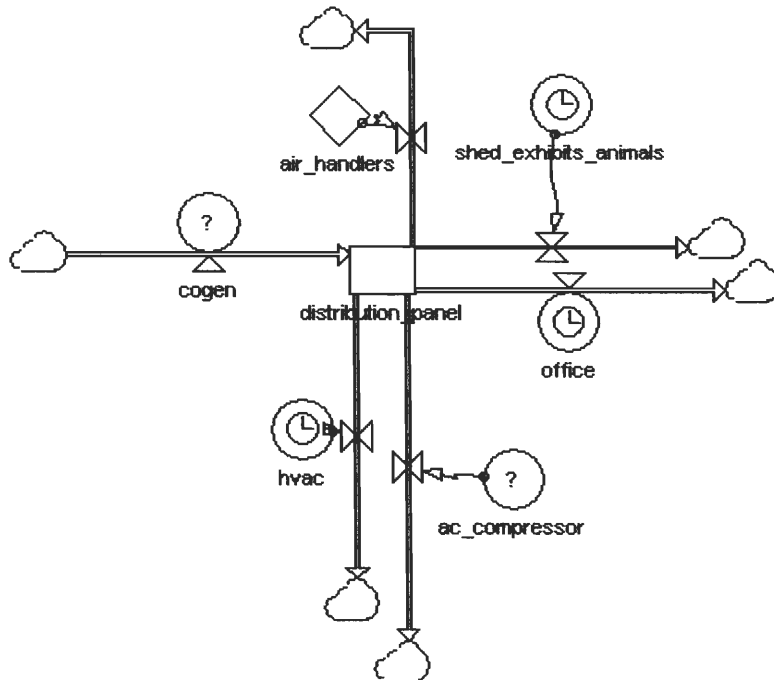 air_handlers
shed_exhibits_animals
?
cogen
distribution_panel
office
hvac
?
ac_compressor